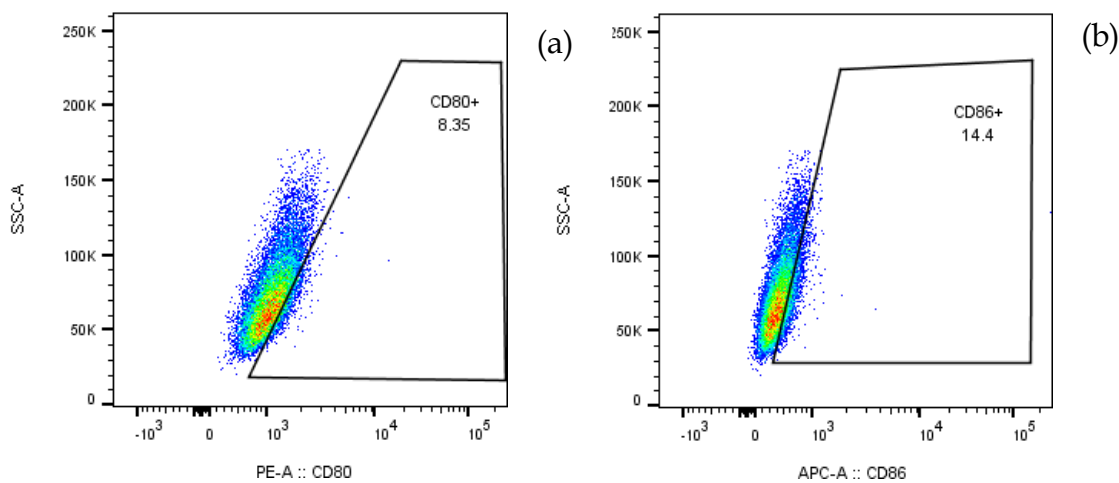 250K
200K
150K
100K
50K
0
SSC-A
CD80+
8.35
-10³
0
10³
10⁴
10⁵
PE-A :: CD80
(a)
250K
200K
150K
100K
50K
0
SSC-A
CD86+
14.4
-10³
0
10³
10⁴
10⁵
APC-A :: CD86
(b)